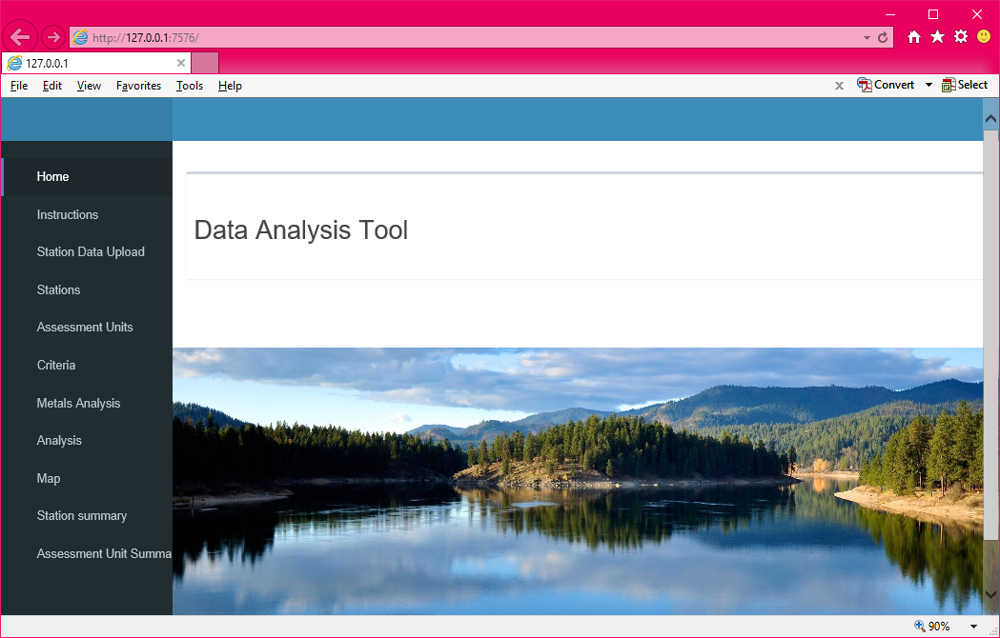 http://127.0.0.1:7576/
127.0.0.1
File Edit View Favorites Tools Help
Convert Select
Home
Instructions
Station Data Upload
Stations
Assessment Units
Criteria
Metals Analysis
Analysis
Map
Station summary
Assessment Unit Summa
Data Analysis Tool
90%